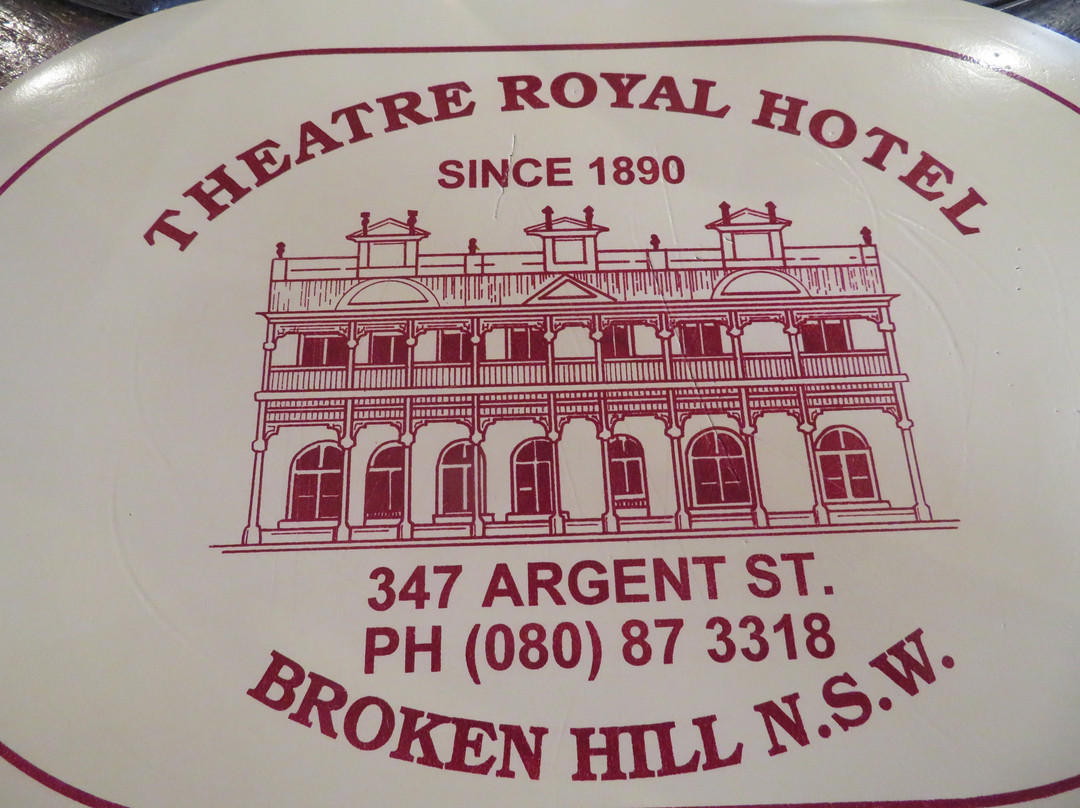 THEATRE ROYAL HOTEL
SINCE 1890
347 ARGENT ST.
PH (080) 87 3318
BROKEN HILL N.S.W.